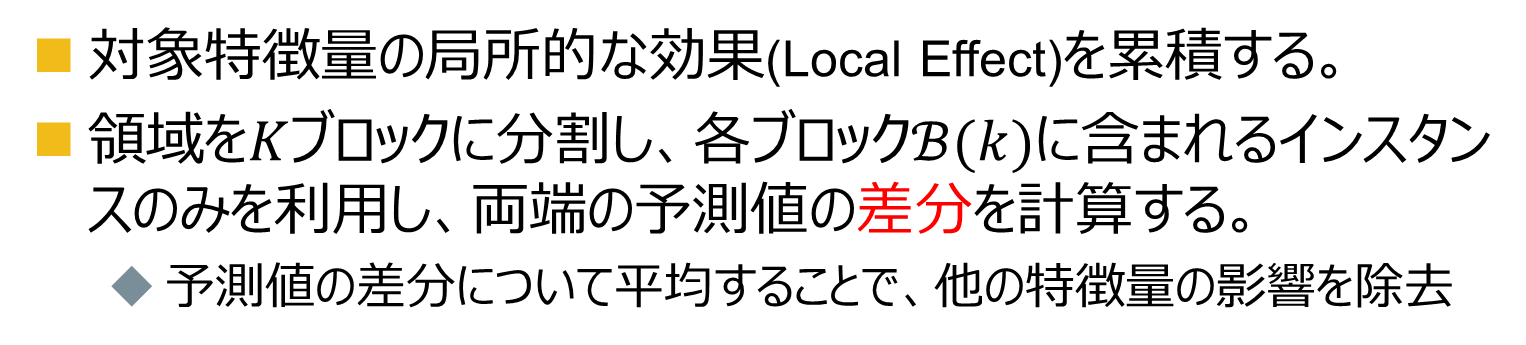 対象特徴量の局所的な効果(Local Effect)を累積する。
領域をKブロックに分割し、各ブロックℬ(k)に含まれるインスタン
スのみを利用し、両端の予測値の差分を計算する。
予測値の差分について平均することで、他の特徴量の影響を除去